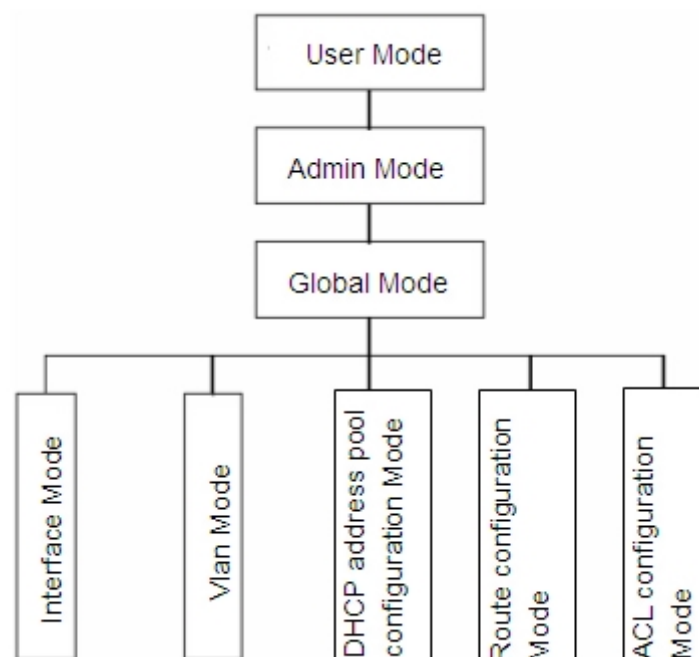 User Mode
Admin Mode
Global Mode
Interface Mode
Vlan Mode
DHCP address pool
configuration Mode
Route configuration
Mode
ACL configuration
Mode